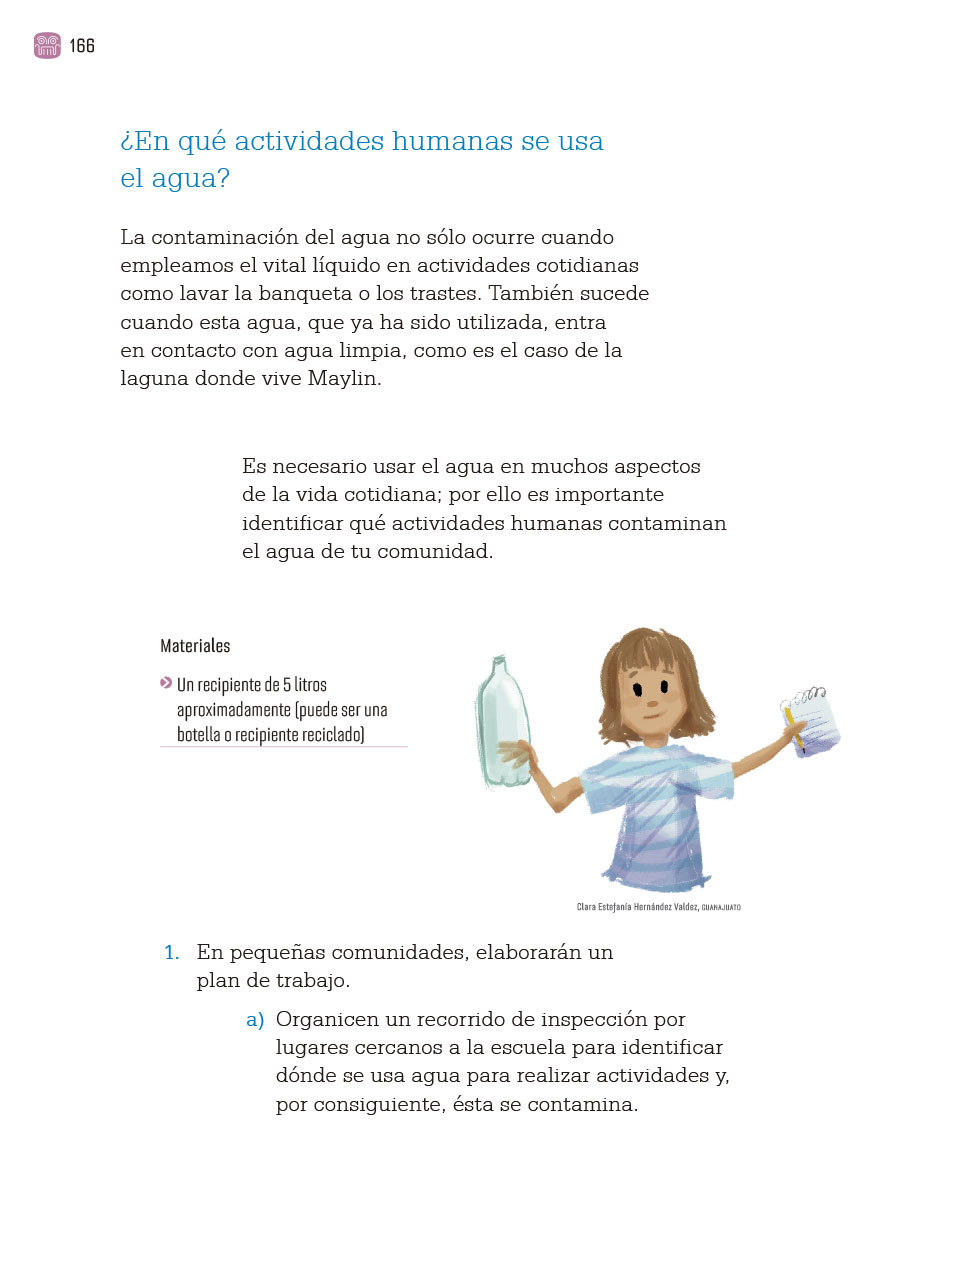 166
¿En qué actividades humanas se usa
el agua?
La contaminación del agua no sólo ocurre cuando
empleamos el vital líquido en actividades cotidianas
como lavar la banqueta o los trastes. También sucede
cuando esta agua, que ya ha sido utilizada, entra
en contacto con agua limpia, como es el caso de la
laguna donde vive Maylin.
Es necesario usar el agua en muchos aspectos
de la vida cotidiana; por ello es importante
identificar qué actividades humanas contaminan
el agua de tu comunidad.
Materiales
Un recipiente de 5 litros
aproximadamente (puede ser una
botella o recipiente reciclado)
Clara Estefanía Hernández Valdez, GUANAJUATO
1. En pequeñas comunidades, elaborarán un
plan de trabajo.
a) Organicen un recorrido de inspección por
lugares cercanos a la escuela para identificar
dónde se usa agua para realizar actividades y,
por consiguiente, ésta se contamina.